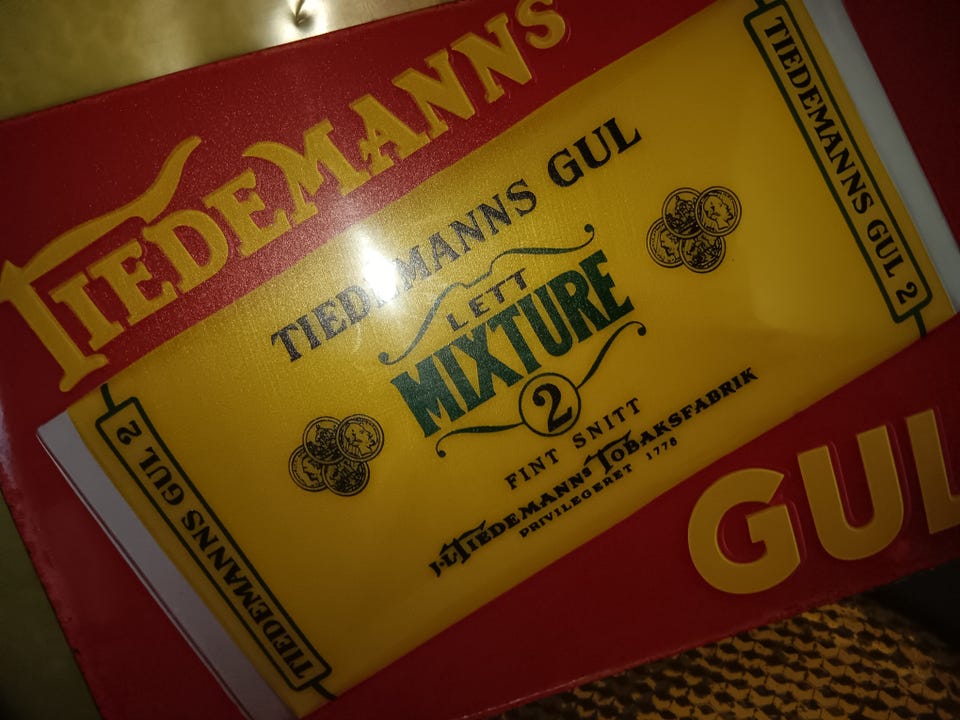 TIEDEMANNS
TIEDEMANNS GUL
LETT
MIXTURE
2
FINT SNITT
J.L. TIEDEMANNS TOBAKSFABRIK
PRIVILEGERET 1778
TIEDEMANNS GUL 2
TIEDEMANNS GUL 2
GUL